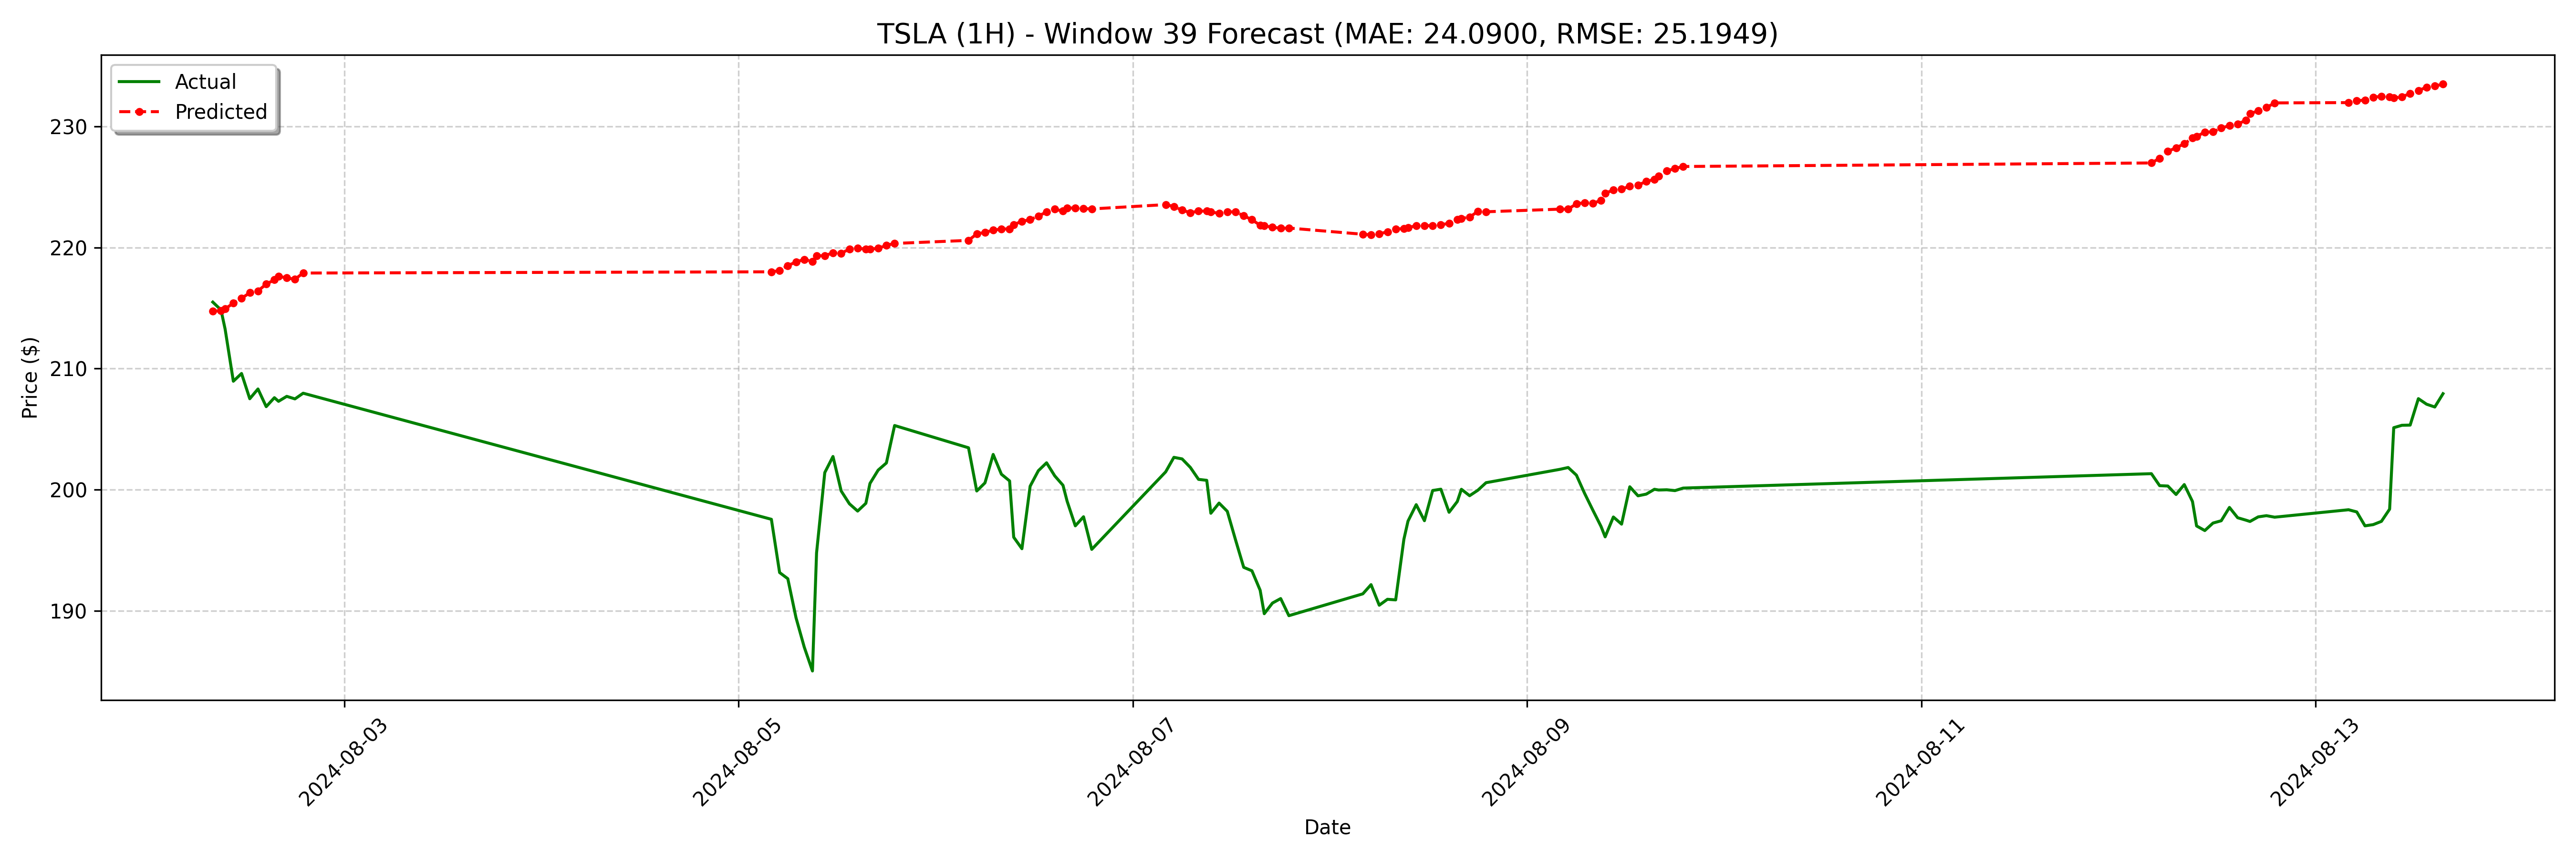 TSLA (1H) - Window 39 Forecast (MAE: 24.0900, RMSE: 25.1949)
Actual
Predicted
Price ($)
230
220
210
200
190
2024-08-03
2024-08-05
2024-08-07
2024-08-09
2024-08-11
2024-08-13
Date